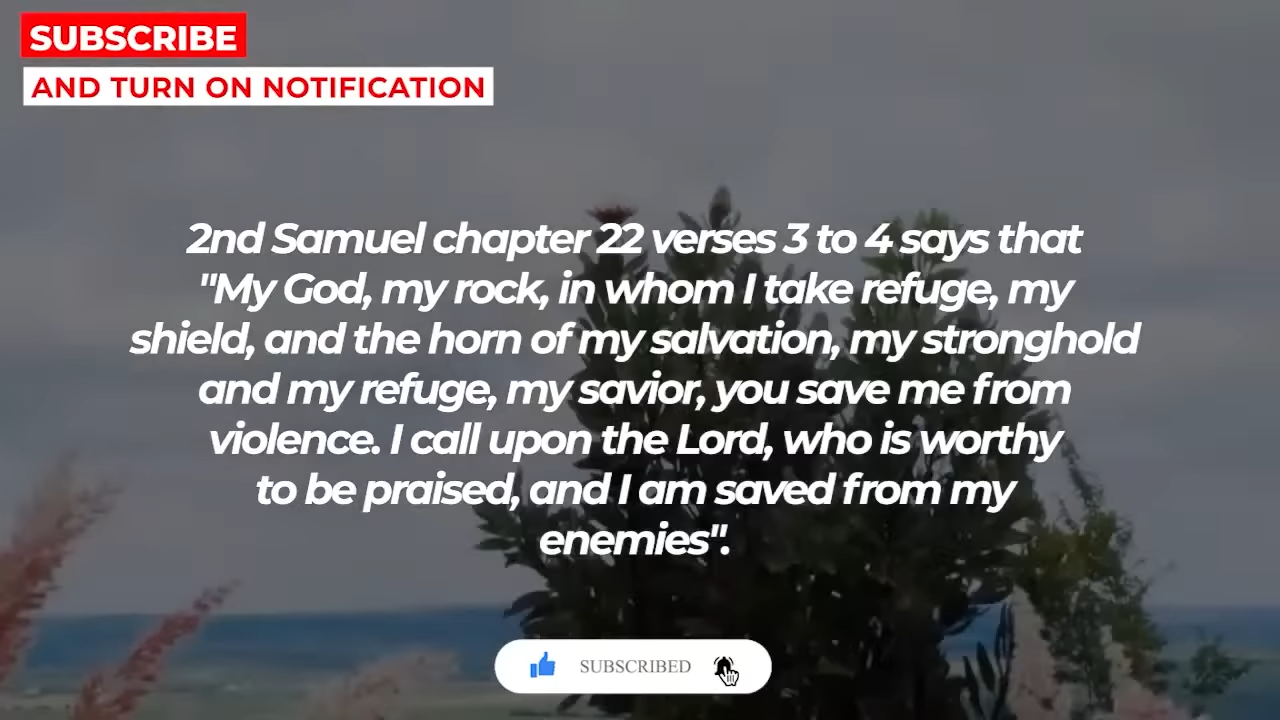 SUBSCRIBE
AND TURN ON NOTIFICATION
2nd Samuel chapter 22 verses 3 to 4 says that
"My God, my rock, in whom I take refuge, my
shield, and the horn of my salvation, my stronghold
and my refuge, my savior, you save me from
violence. I call upon the Lord, who is worthy
to be praised, and I am saved from my
enemies".
SUBSCRIBED